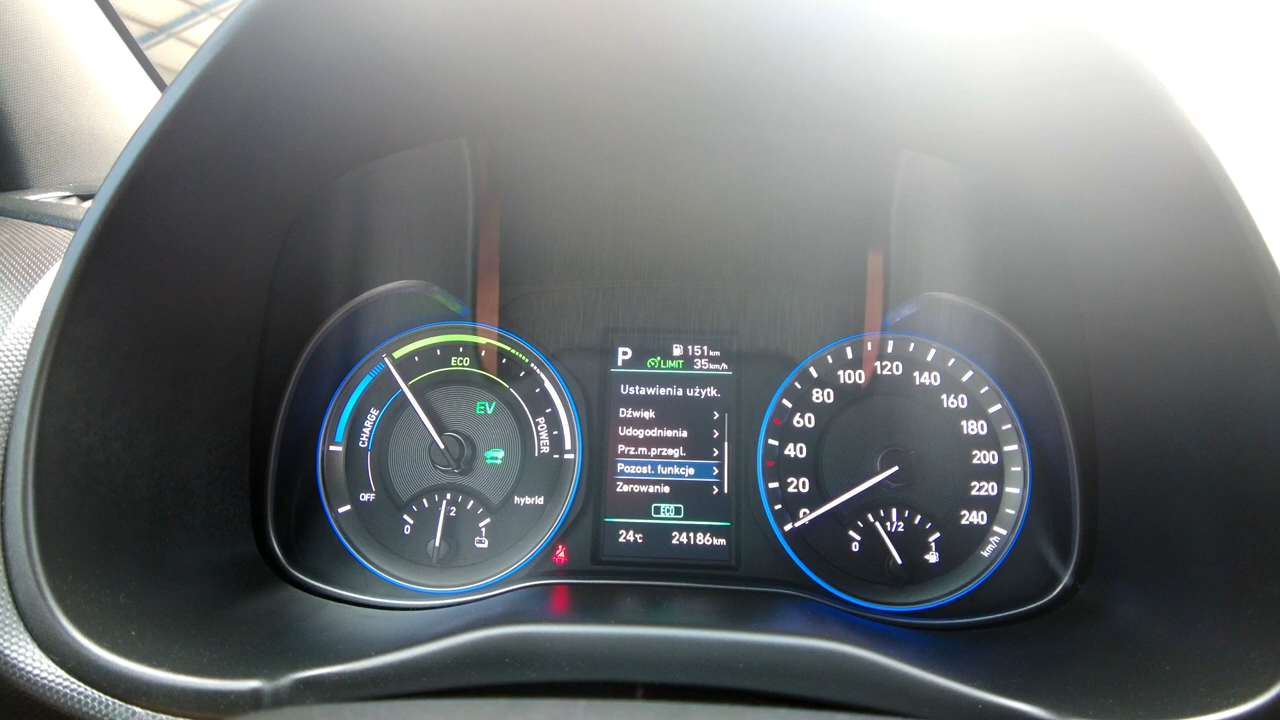 ECO
CHARGE
POWER
EV
OFF
hybrid
0
1
P
151km
LIMIT 35km/h
Ustawienia użytk.
Dźwięk
Udogodnienia
Prz.m.przegl.
Pozost. funkcje
Zerowanie
ECO
24°C 24186km
0
20
40
60
80
100
120
140
160
180
200
220
240
km/h
0
1/2
1